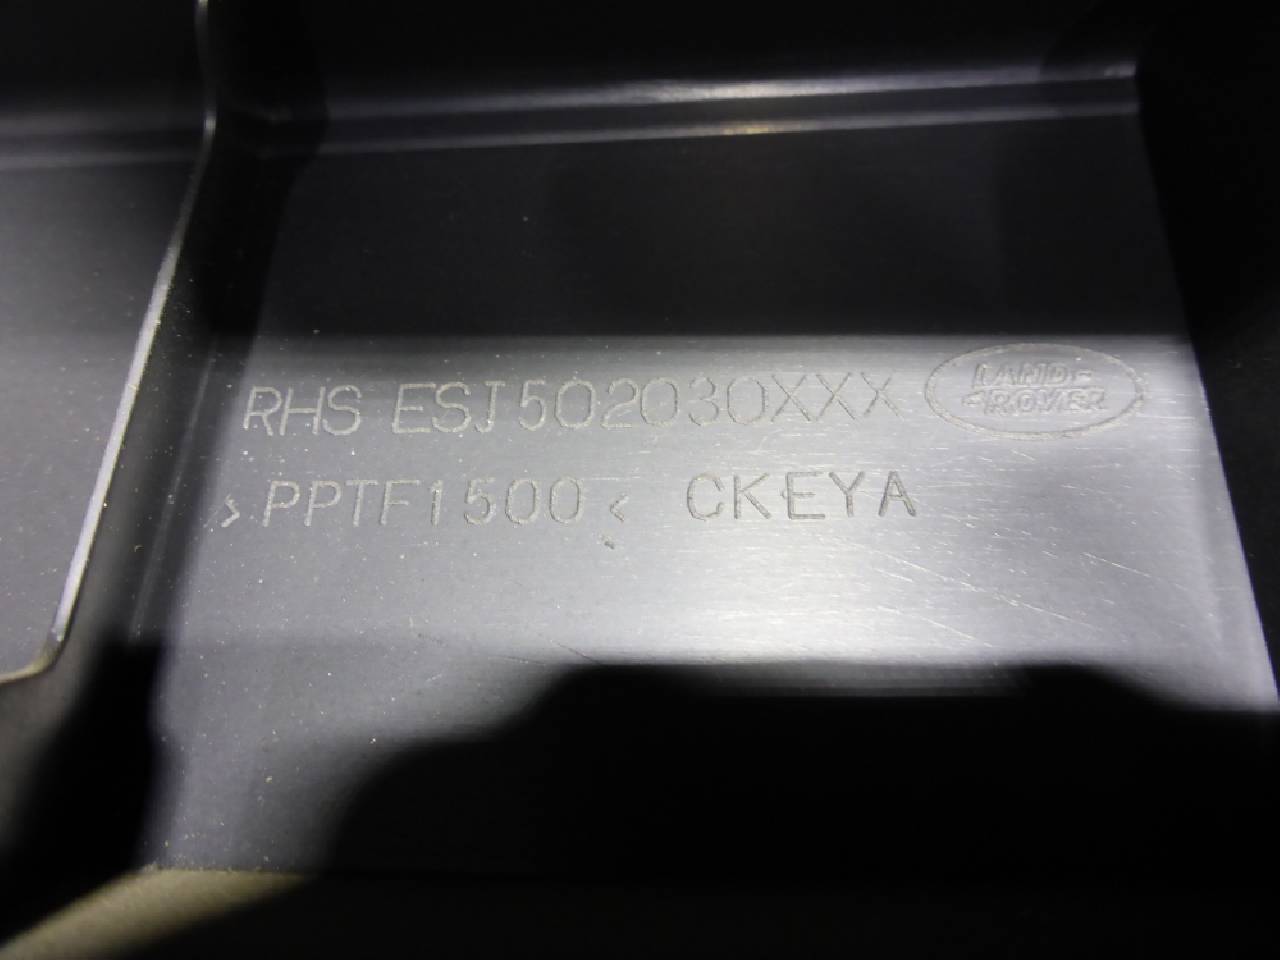 RHS ESJ502030XXX LAND-
-ROVER
>PPTF1500< CKEYA